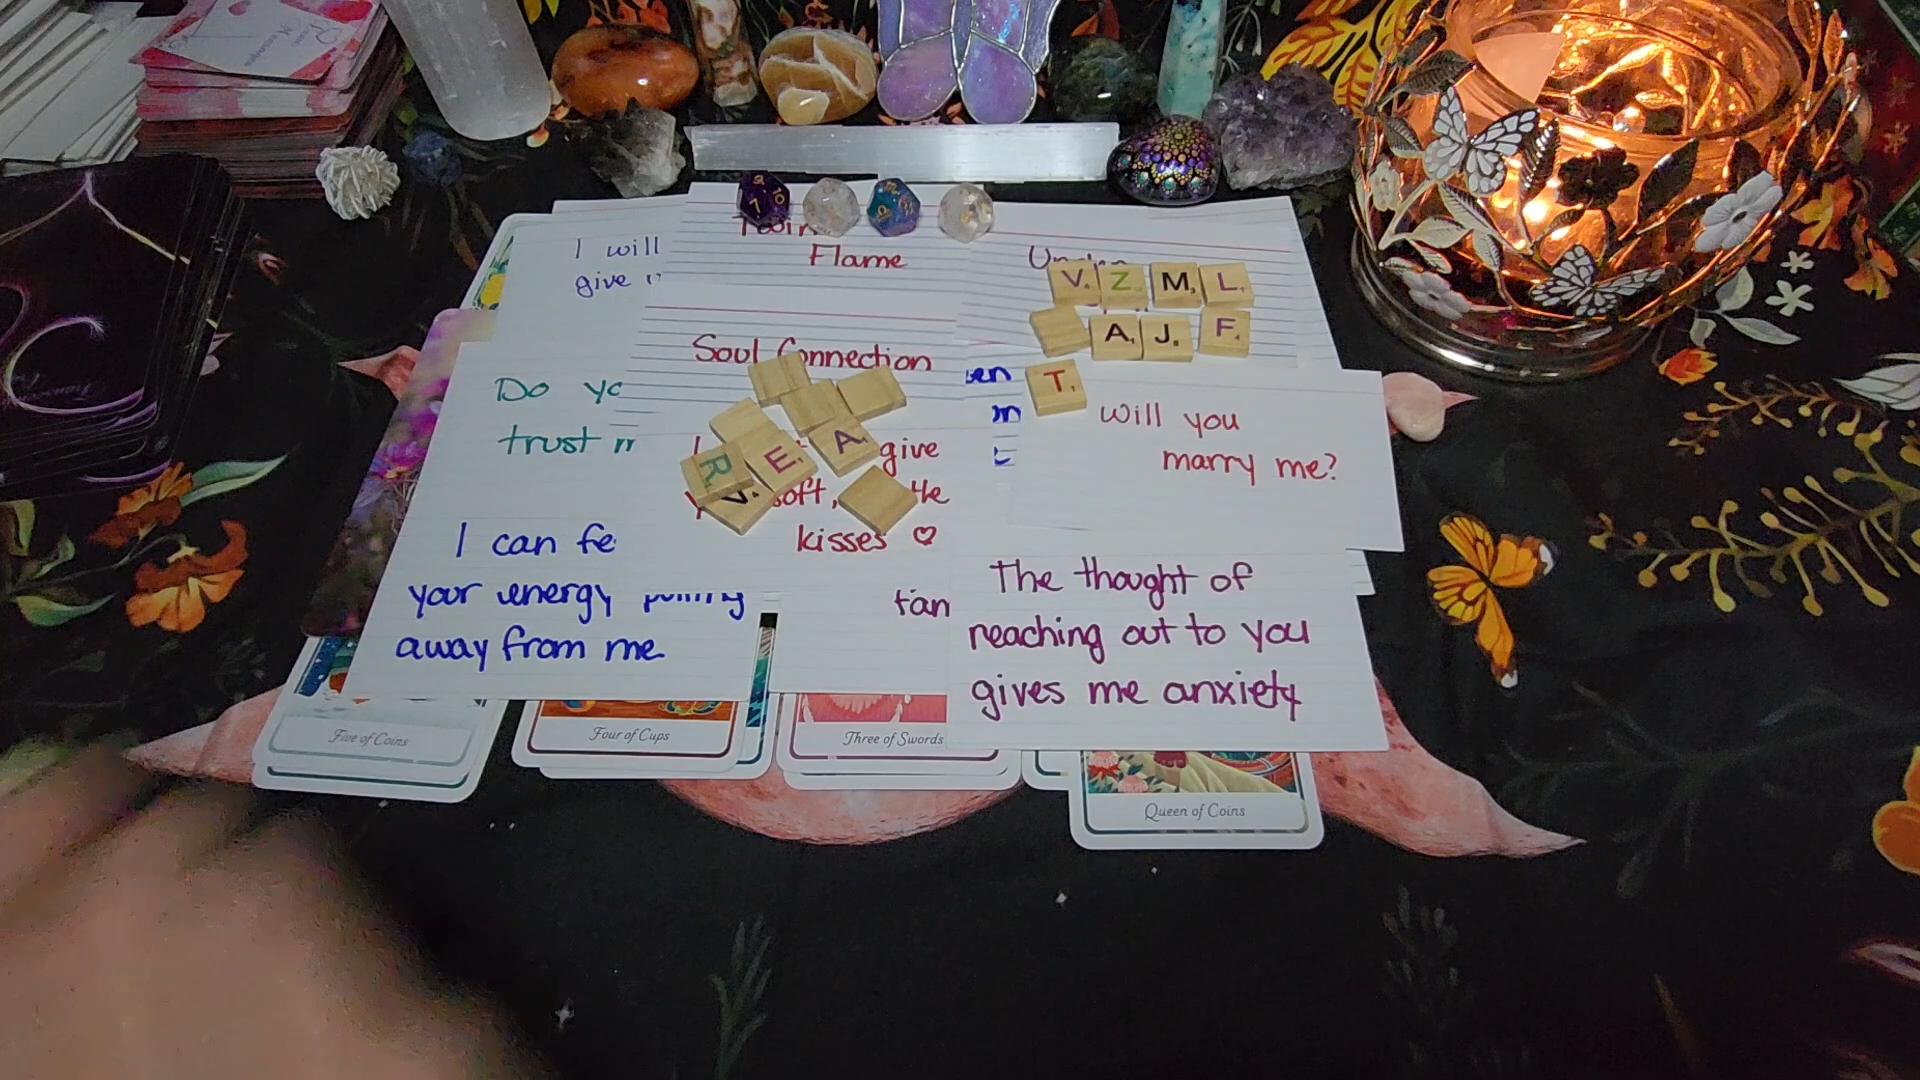 I will
give
Flame
Soul Connection
V Z M L
A J F
T
Do
trust
will you
marry me?
R E A
V
give
soft,
kisses ♡
I can
your energy pulling
away from me
The thought of
reaching out to you
gives me anxiety
Five of Coins
Four of Cups
Three of Swords
Queen of Coins